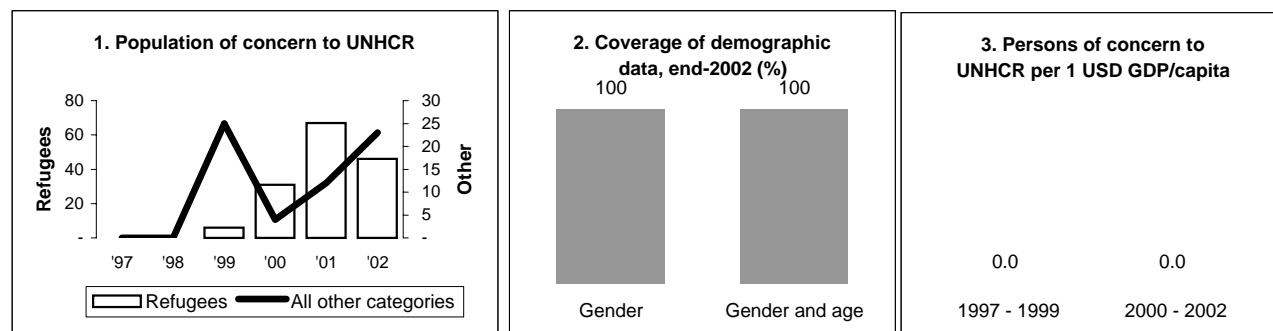 1. Population of concern to UNHCR
80
60
40
20
-
Refugees
30
25
20
15
10
5
-
Other
'97 '98 '99 '00 '01 '02
Refugees All other categories
2. Coverage of demographic
data, end-2002 (%)
100 100
Gender Gender and age
3. Persons of concern to
UNHCR per 1 USD GDP/capita
0.0 0.0
1997 - 1999 2000 - 2002